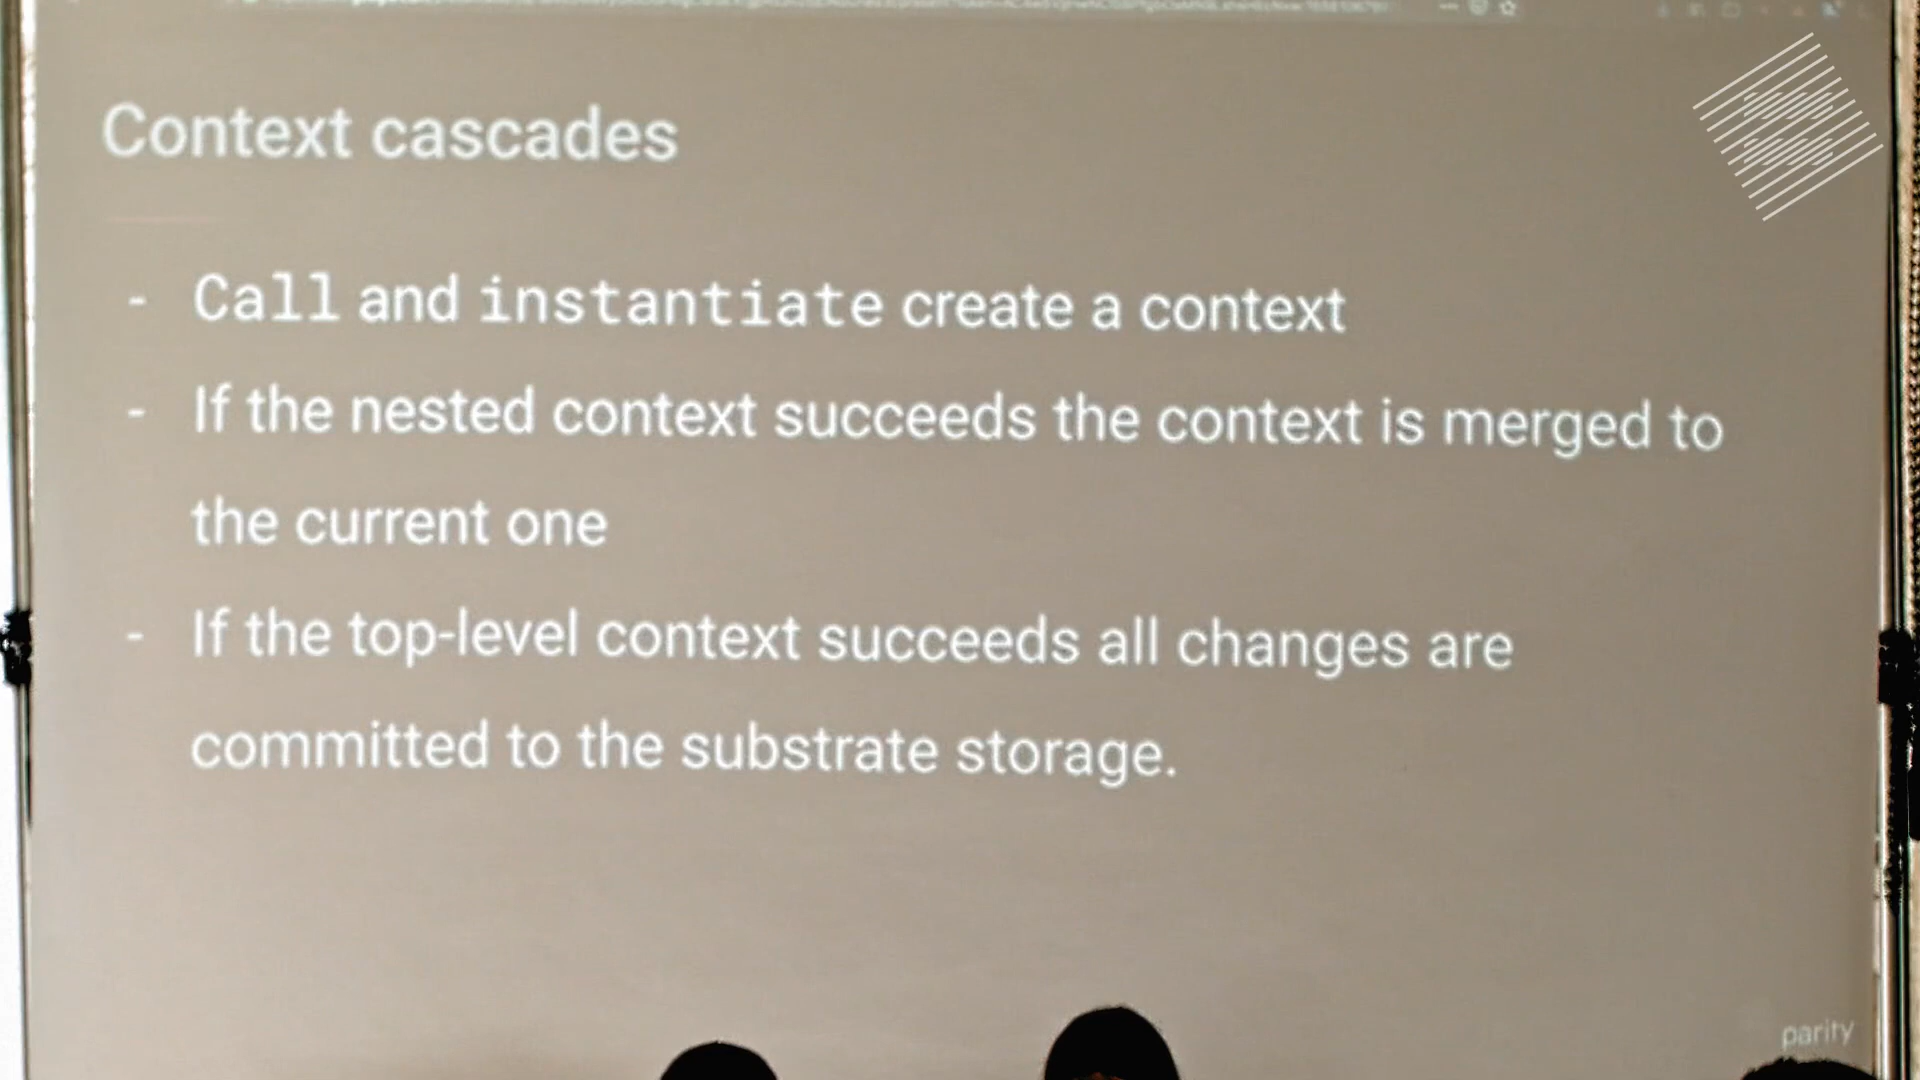 Context cascades
- Call and instantiate create a context
- If the nested context succeeds the context is merged to
the current one
- If the top-level context succeeds all changes are
committed to the substrate storage.
parity